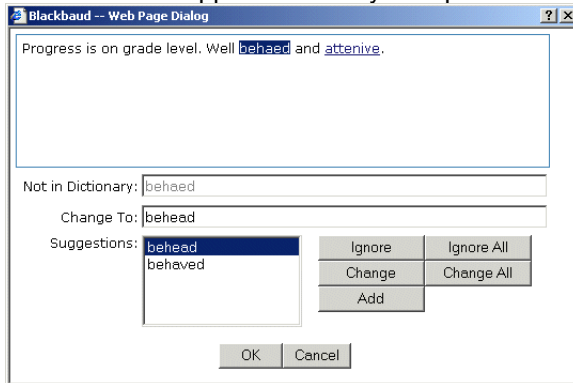 Blackbaud -- Web Page Dialog ? X
Progress is on grade level. Well behaed and attenive.
Not in Dictionary: behaed
Change To: behead
Suggestions: behead
behaved
Ignore Ignore All
Change Change All
Add
OK Cancel